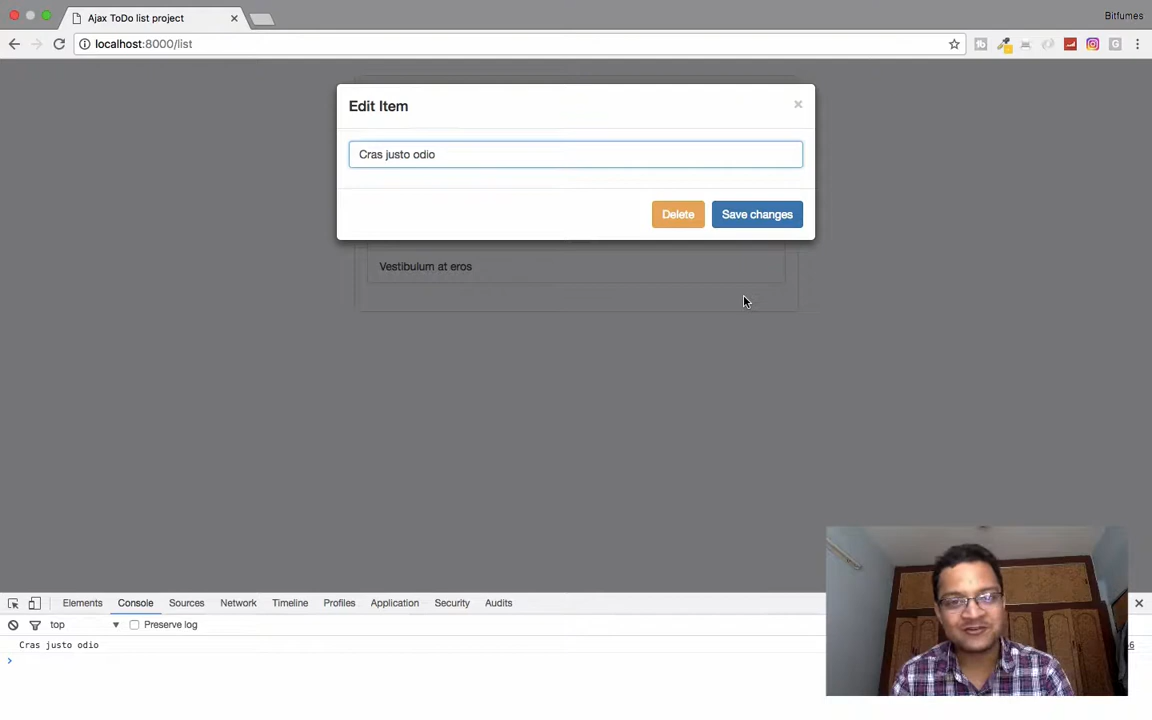 Ajax ToDo list project
Bitfumes
localhost:8000/list
Edit Item
Cras justo odio
Delete
Save changes
Vestibulum at eros
Elements
Console
Sources
Network
Timeline
Profiles
Application
Security
Audits
top
Preserve log
Cras justo odio